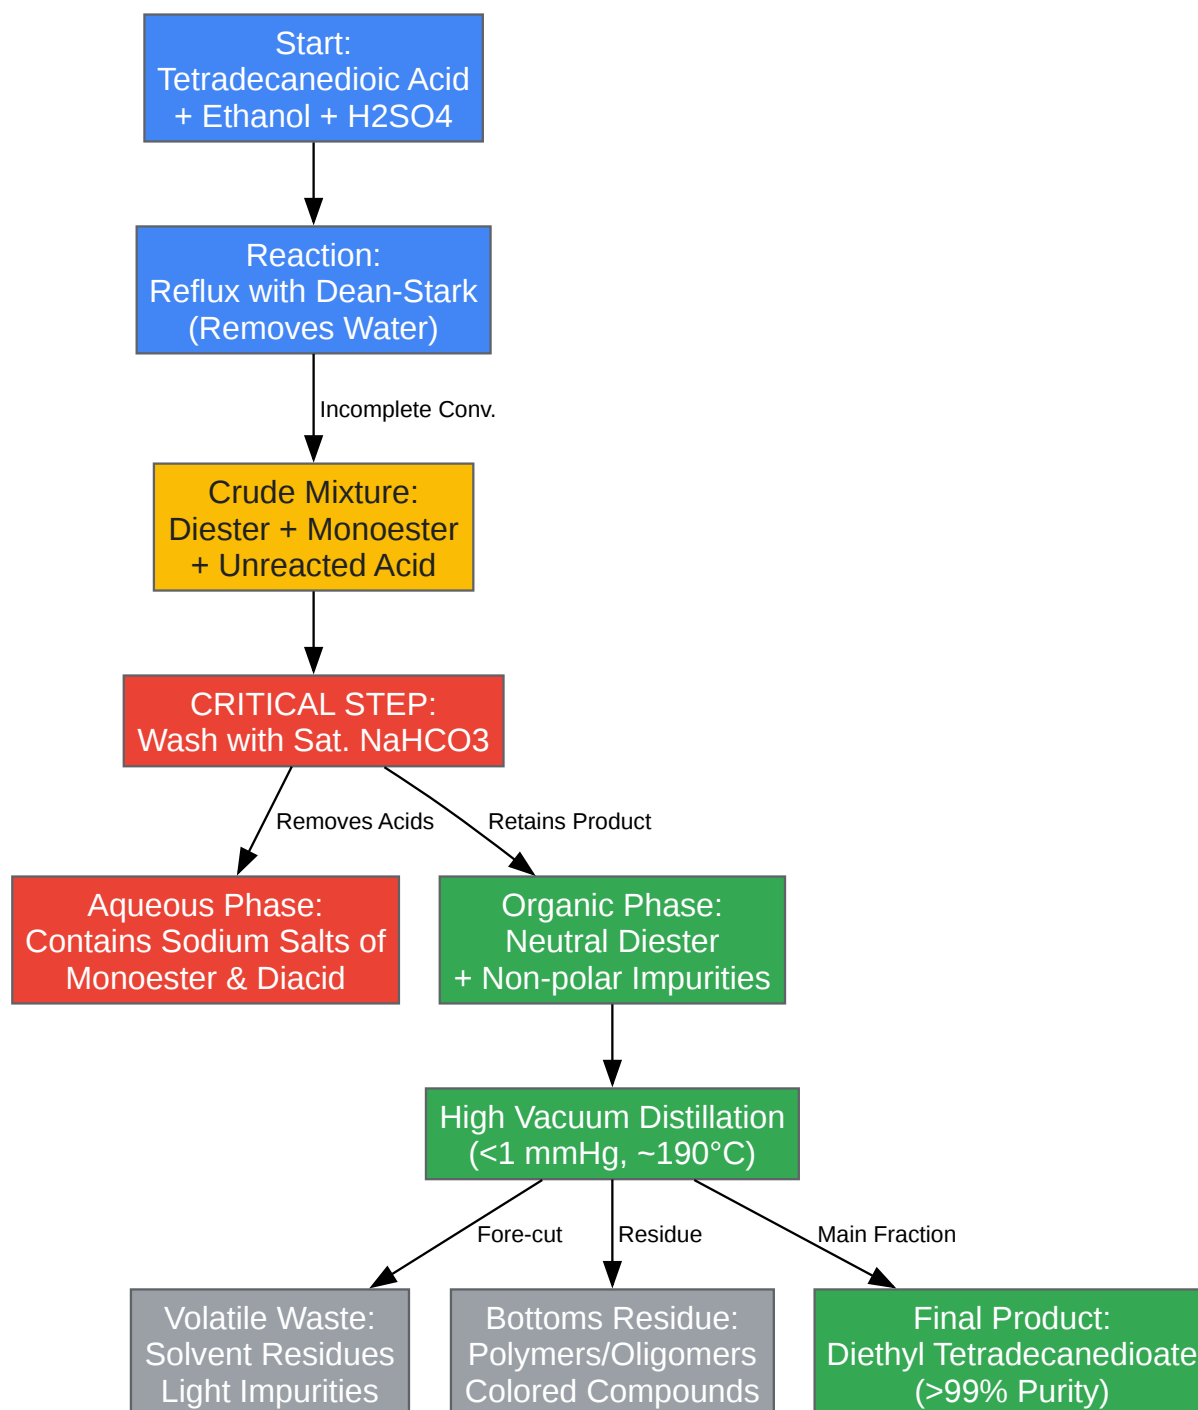 Start:
Tetradecanedioic Acid
+ Ethanol + H2SO4
Reaction:
Reflux with Dean-Stark
(Removes Water)
Incomplete Conv.
Crude Mixture:
Diester + Monoester
+ Unreacted Acid
CRITICAL STEP:
Wash with Sat. NaHCO3
Removes Acids
Retains Product
Aqueous Phase:
Contains Sodium Salts of
Monoester & Diacid
Organic Phase:
Neutral Diester
+ Non-polar Impurities
High Vacuum Distillation
(<1 mmHg, ~190°C)
Fore-cut
Residue
Main Fraction
Volatile Waste:
Solvent Residues
Light Impurities
Bottoms Residue:
Polymers/Oligomers
Colored Compounds
Final Product:
Diethyl Tetradecanedioate
(>99% Purity)